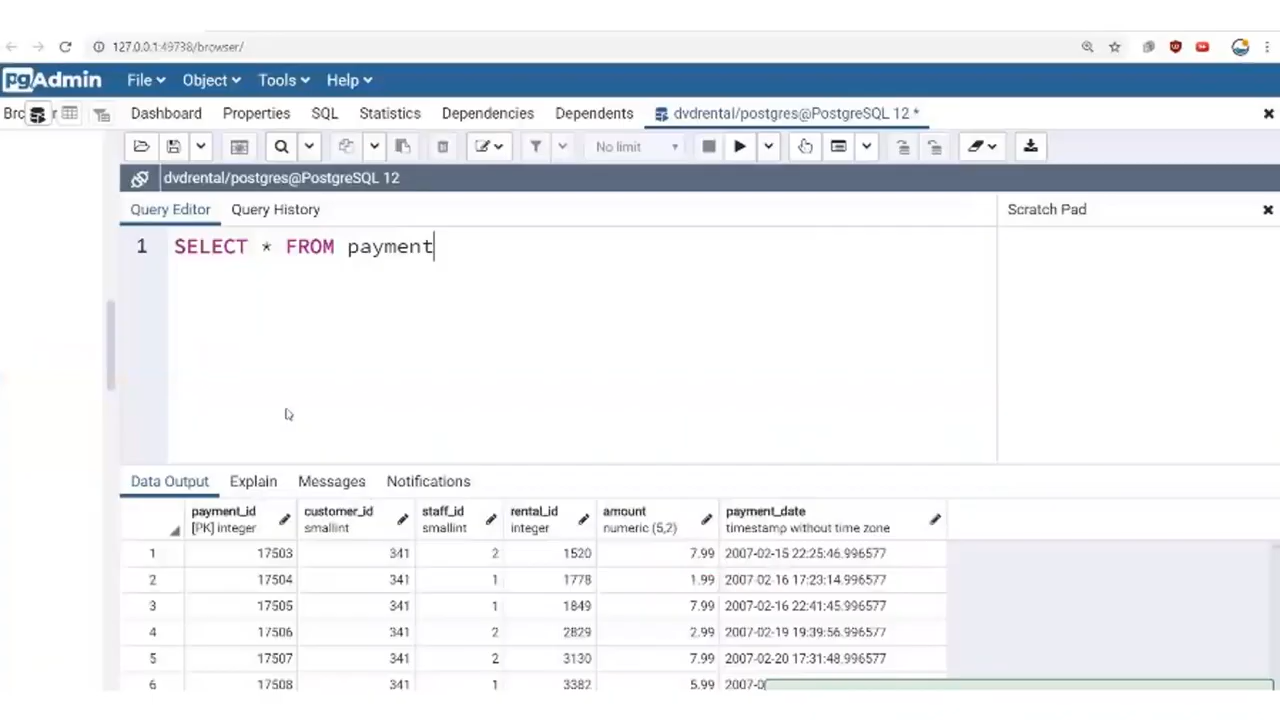 127.0.0.1:49738/browser/
pgAdmin File Object Tools Help
Brc r Dashboard Properties SQL Statistics Dependencies Dependents dvdrental/postgres@PostgreSQL 12 *
No limit
dvdrental/postgres@PostgreSQL 12
Query Editor Query History Scratch Pad
1 SELECT * FROM payment
Data Output Explain Messages Notifications
payment_id customer_id staff_id rental_id amount payment_date
[PK] integer smallint smallint integer numeric (5,2) timestamp without time zone
1 17503 341 2 1520 7.99 2007-02-15 22:25:46.996577
2 17504 341 1 1778 1.99 2007-02-16 17:23:14.996577
3 17505 341 1 1849 7.99 2007-02-16 22:41:45.996577
4 17506 341 2 2829 2.99 2007-02-19 19:39:56.996577
5 17507 341 2 3130 7.99 2007-02-20 17:31:48.996577
6 17508 341 1 3382 5.99 2007-0